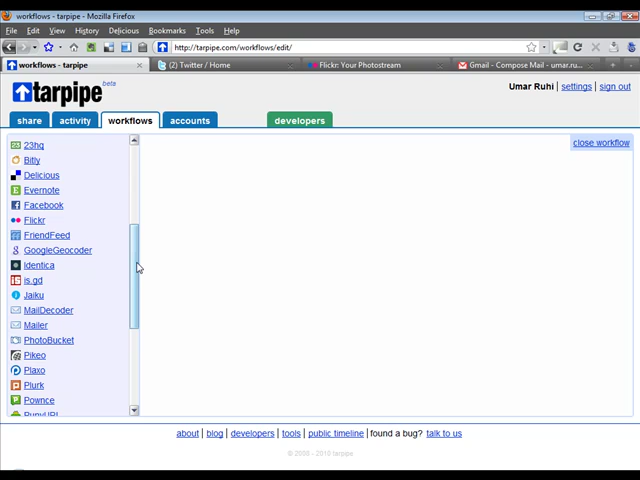 workflows - tarpipe - Mozilla Firefox
File Edit View History Delicious Bookmarks Tools Help
http://tarpipe.com/workflows/edit/
workflows - tarpipe (2) Twitter / Home Flickr: Your Photostream Gmail - Compose Mail - umar.ru...
tarpipe beta
Umar Ruhi | settings | sign out
share activity workflows accounts developers
close workflow
23hq
Bitly
Delicious
Evernote
Facebook
Flickr
FriendFeed
GoogleGeocoder
Identica
is.gd
Jaiku
MailDecoder
Mailer
PhotoBucket
Pikeo
Plaxo
Plurk
Pownce
about | blog | developers | tools | public timeline | found a bug? talk to us
© 2008 - 2010 tarpipe